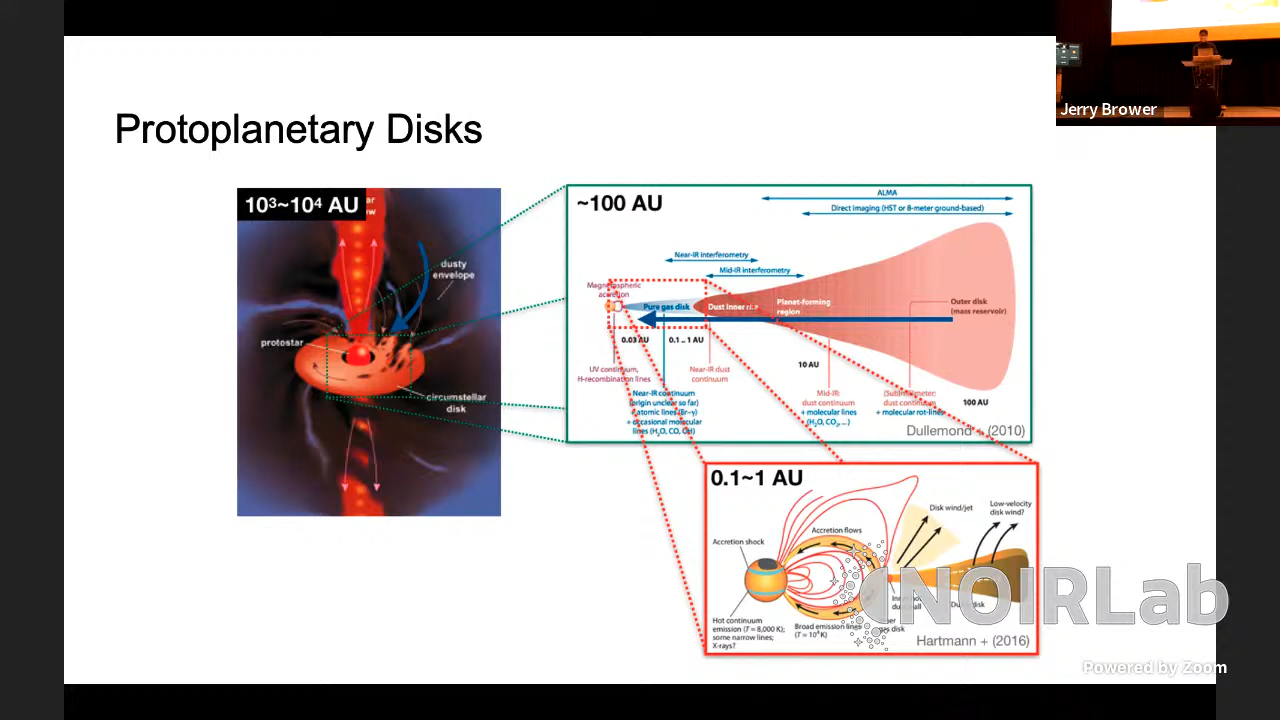 Protoplanetary Disks
Jerry Brower
10³~10⁴ AU
dusty
envelope
protostar
circumstellar
disk
~100 AU
ALMA
Direct imaging (HST or 8-meter ground-based)
Near-IR interferometry
Mid-IR interferometry
Magnetospheric
accretion
Pure gas disk
Dust inner rim
Planet-forming
region
Outer disk
(mass reservoir)
0.03 AU
0.1 – 1 AU
10 AU
100 AU
UV continuum,
H-recombination lines
Near-IR dust
continuum
Near-IR continuum
(origin unclear so far)
+ atomic lines (Br-γ)
+ occasional molecular
lines (H₂O, CO, OH)
Mid-IR:
dust continuum
+ molecular lines
(H₂O, CO₂, ...)
(Sub)millimeter:
dust continuum
+ molecular rot-lines
Dullemond + (2010)
0.1~1 AU
Disk wind/jet
Low-velocity
disk wind?
Accretion flows
Accretion shock
Hot continuum
emission (T = 8,000 K);
some narrow lines;
X-rays?
Broad emission lines
(T ≈ 10⁴ K)
gas disk
disk
Hartmann + (2016)
NOIRLab
Powered by Zoom